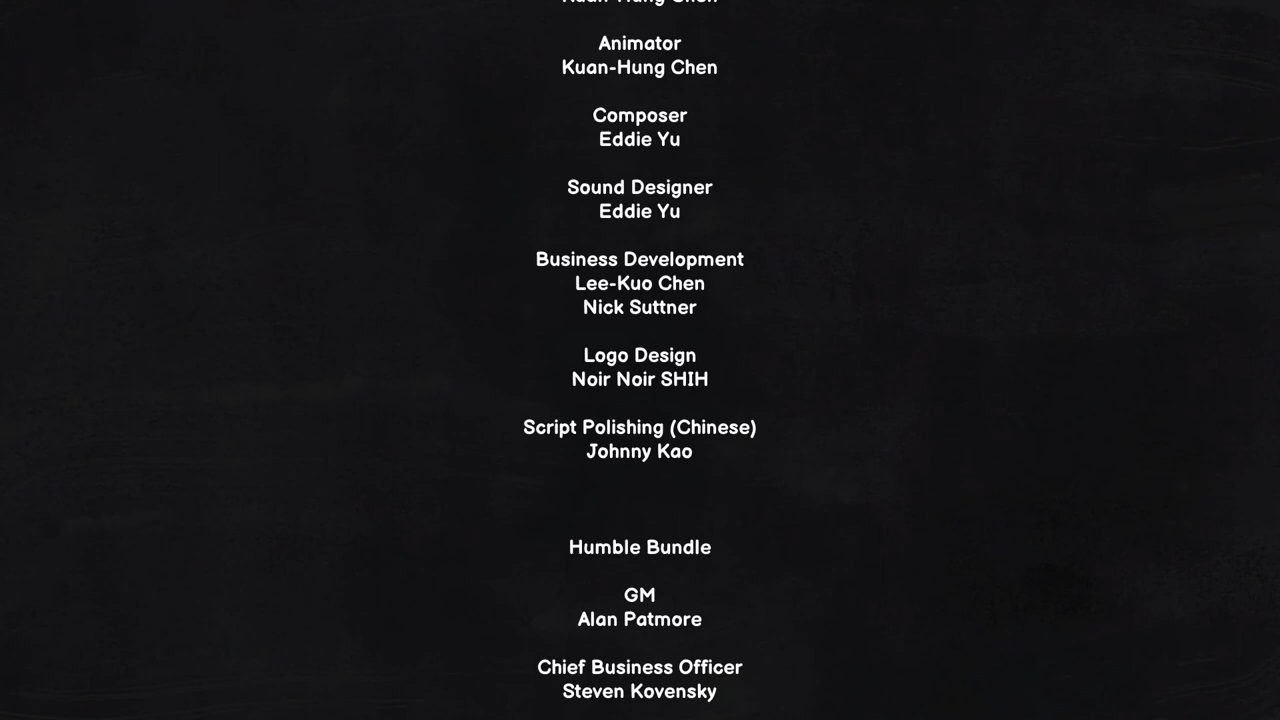 Animator
Kuan-Hung Chen
Composer
Eddie Yu
Sound Designer
Eddie Yu
Business Development
Lee-Kuo Chen
Nick Suttner
Logo Design
Noir Noir SHIH
Script Polishing (Chinese)
Johnny Kao
Humble Bundle
GM
Alan Patmore
Chief Business Officer
Steven Kovensky